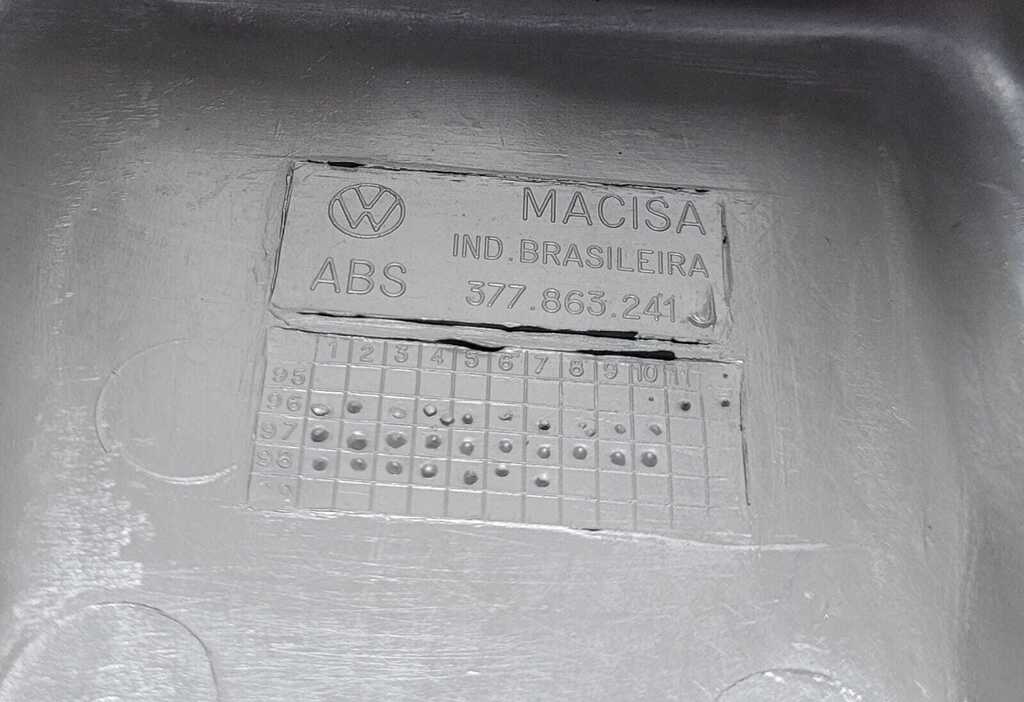 MACISA
IND. BRASILEIRA
ABS 377.863.241 J
1 2 3 4 5 6 7 8 9 10 11
95
96
97
98